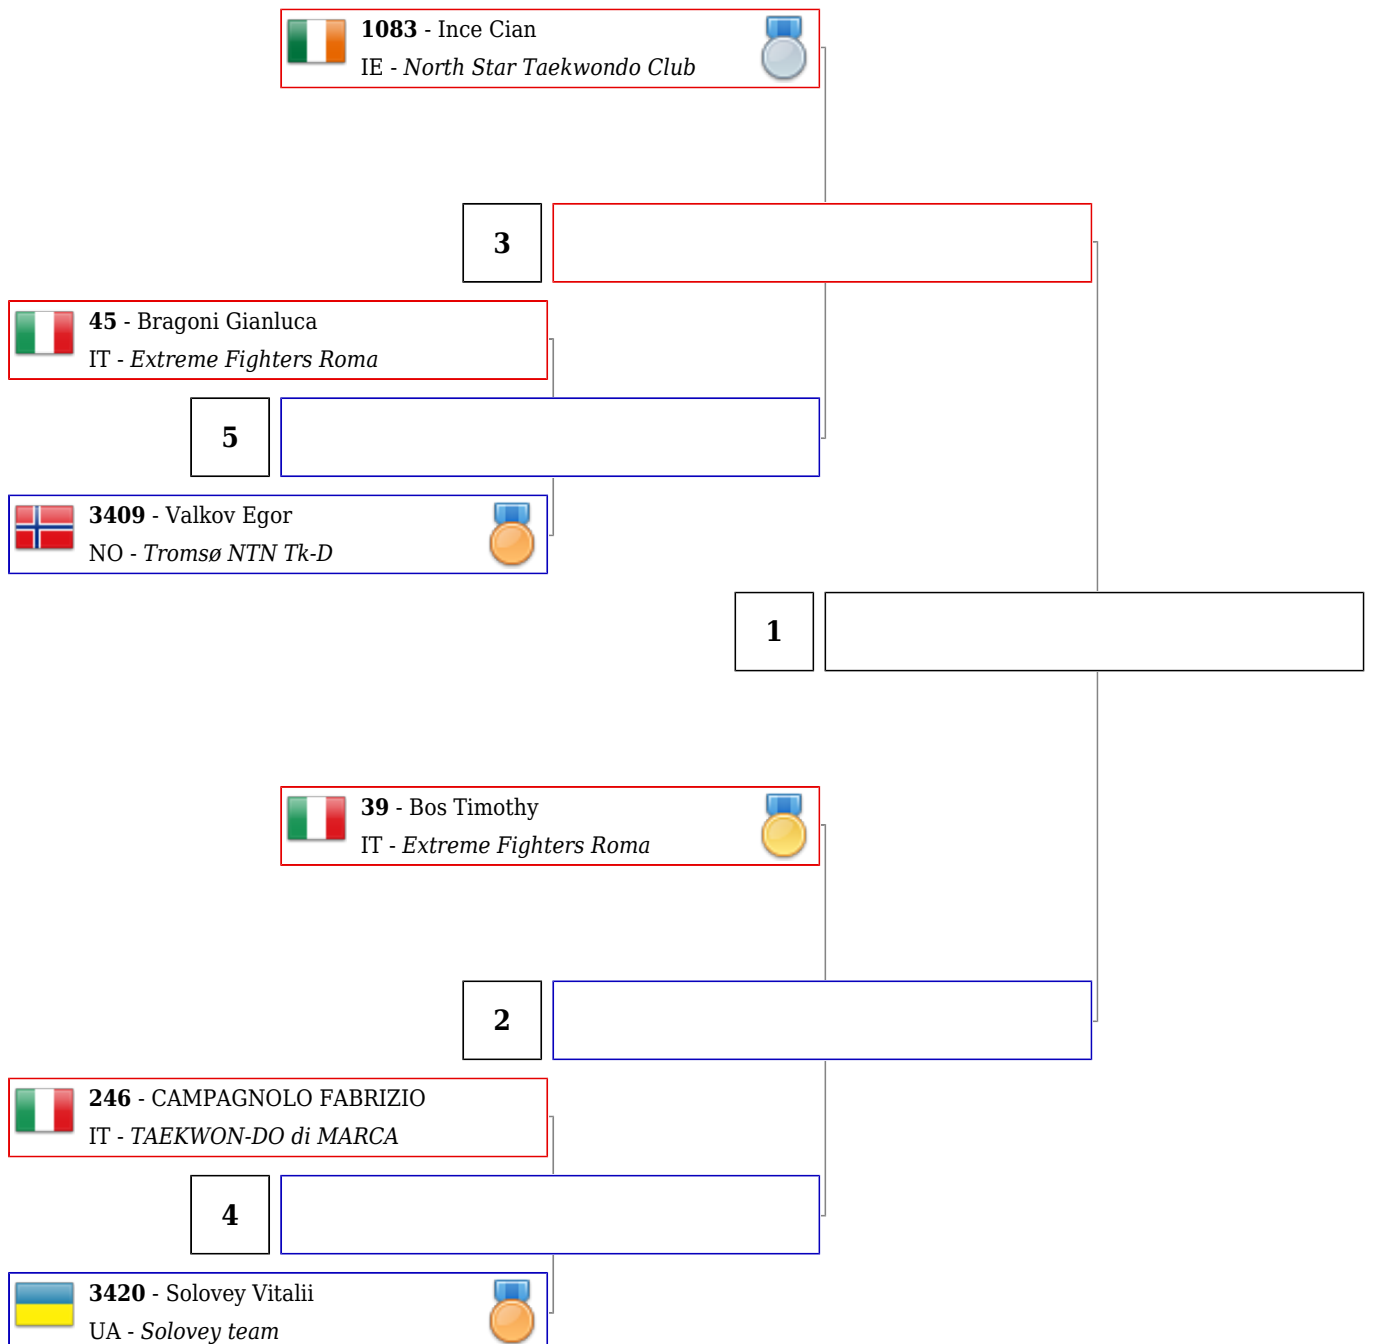 1083 - Ince Cian
IE - North Star Taekwondo Club
3
45 - Bragoni Gianluca
IT - Extreme Fighters Roma
5
3409 - Valkov Egor
NO - Tromsø NTN Tk-D
1
39 - Bos Timothy
IT - Extreme Fighters Roma
2
246 - CAMPAGNOLO FABRIZIO
IT - TAEKWON-DO di MARCA
4
3420 - Solovey Vitalii
UA - Solovey team